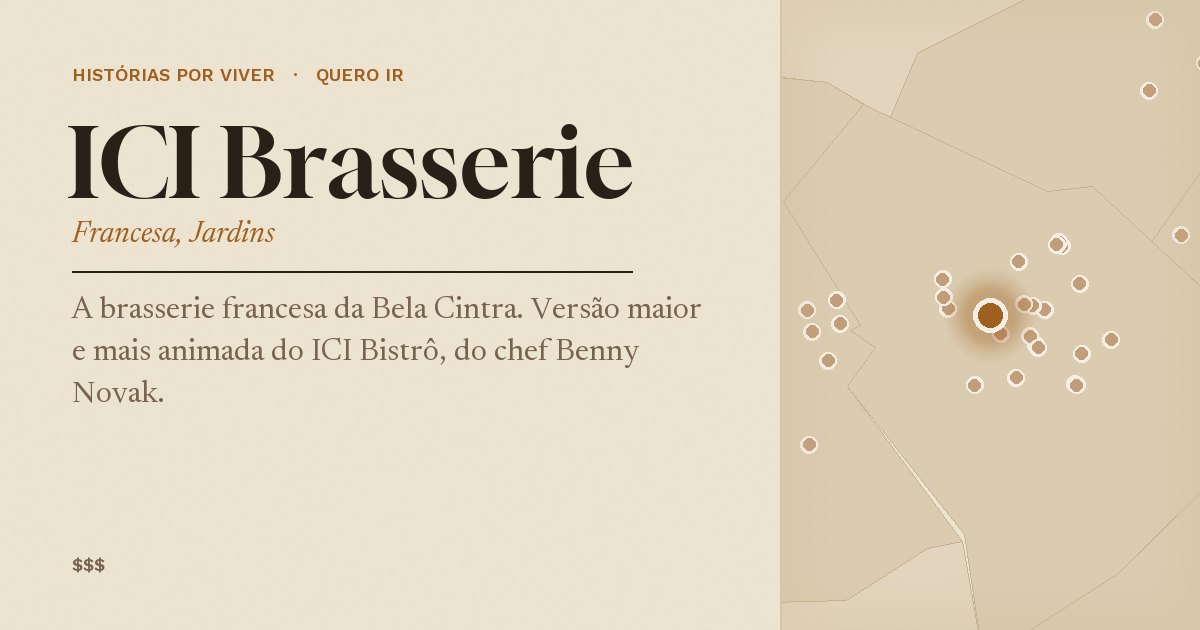 HISTÓRIAS POR VIVER · QUERO IR
ICI Brasserie
Francesa, Jardins
A brasserie francesa da Bela Cintra. Versão maior
e mais animada do ICI Bistrô, do chef Benny
Novak.
$$$